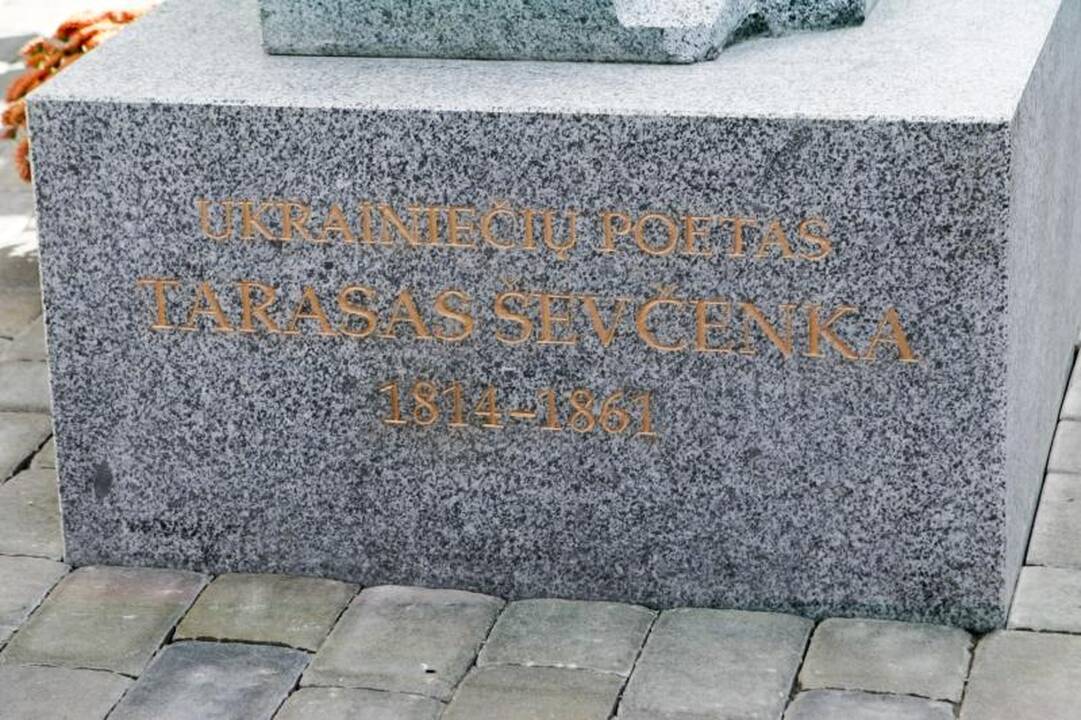 UKRAINIEČIŲ POETAS
TARASAS ŠEVČENKA
1814–1861